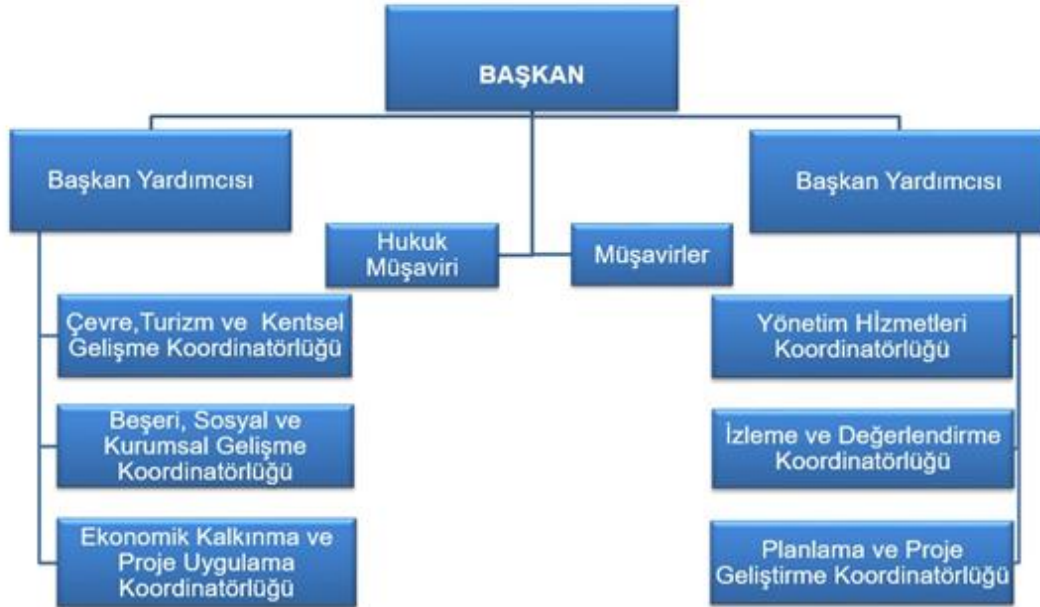 BAŞKAN
Başkan Yardımcısı
Başkan Yardımcısı
Hukuk
Müşaviri
Müşavirler
Çevre,Turizm ve Kentsel
Gelişme Koordinatörlüğü
Beşeri, Sosyal ve
Kurumsal Gelişme
Koordinatörlüğü
Ekonomik Kalkınma ve
Proje Uygulama
Koordinatörlüğü
Yönetim Hİzmetleri
Koordinatörlüğü
İzleme ve Değerlendirme
Koordinatörlüğü
Planlama ve Proje
Geliştirme Koordinatörlüğü